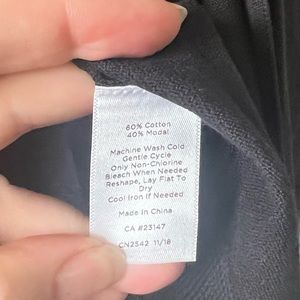 60% Cotton
40% Modal
Machine Wash Cold
Gentle Cycle
Only Non-Chlorine
Bleach When Needed
Reshape, Lay Flat To
Dry
Cool Iron If Needed
Made In China
CA #23147
CN2542 11/18